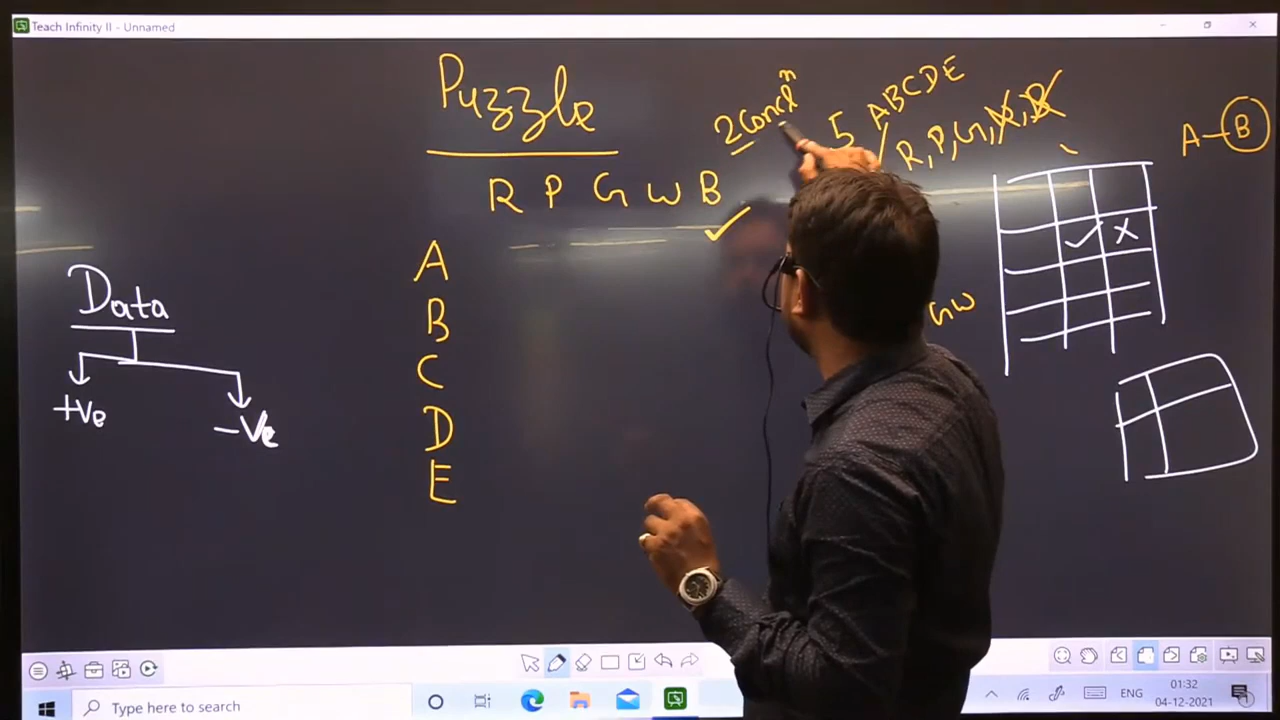 Teach Infinity II - Unnamed
Puzzle
2 Concln
5 ABCDE
R, P, G, W, B
A - B
R P G W B
A
B
C
D
E
GW
Data
+Ve
-Ve
Type here to search
ENG
01:32
04-12-2021